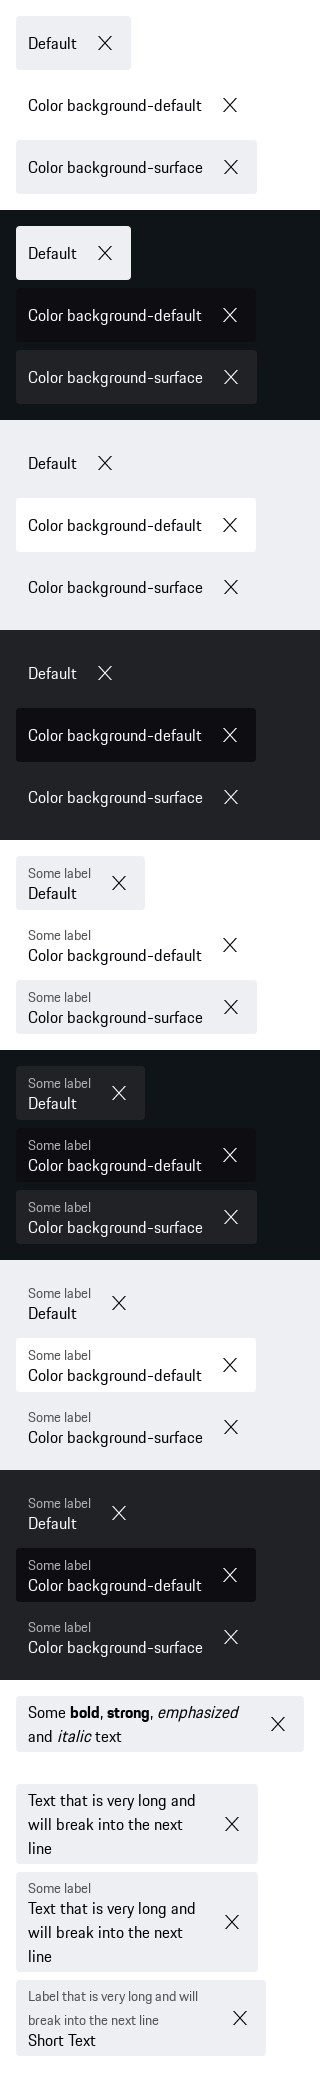 Default
Color background-default
Color background-surface
Default
Color background-default
Color background-surface
Default
Color background-default
Color background-surface
Default
Color background-default
Color background-surface
Some label
Default
Some label
Color background-default
Some label
Color background-surface
Some label
Default
Some label
Color background-default
Some label
Color background-surface
Some label
Default
Some label
Color background-default
Some label
Color background-surface
Some label
Default
Some label
Color background-default
Some label
Color background-surface
Some bold, strong, emphasized
and italic text
Text that is very long and
will break into the next
line
Some label
Text that is very long and
will break into the next
line
Label that is very long and will
break into the next line
Short Text